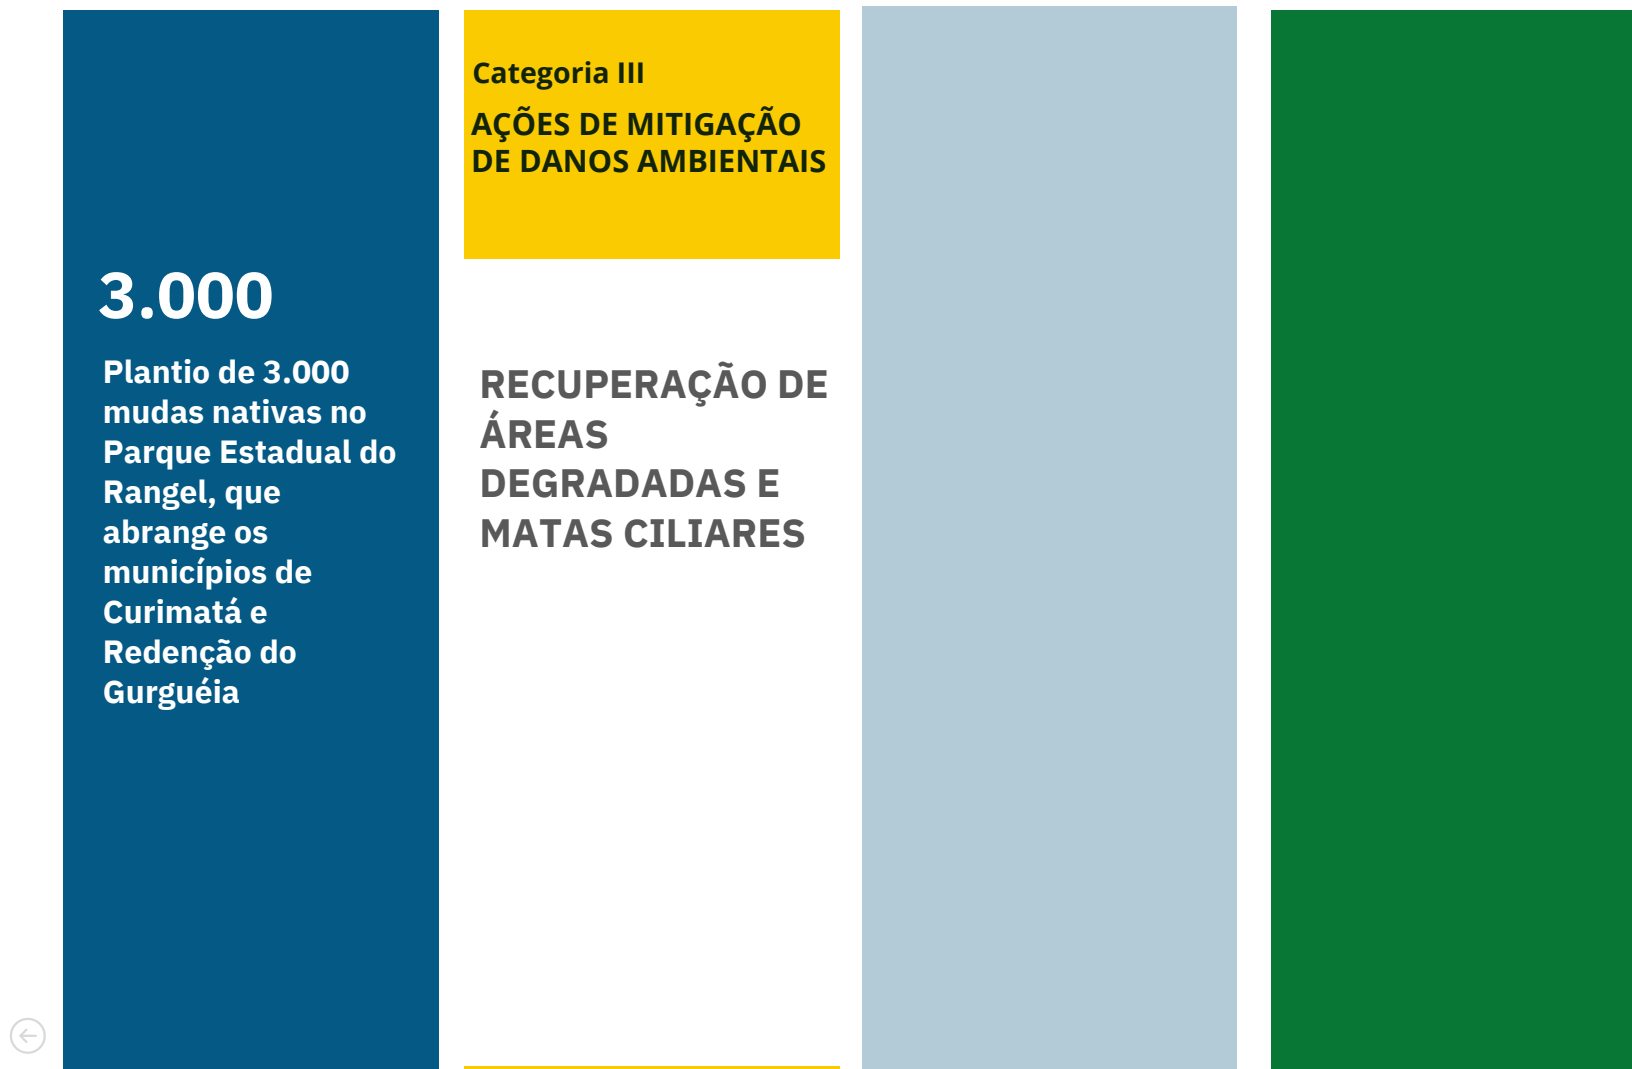 3.000
Plantio de 3.000
mudas nativas no
Parque Estadual do
Rangel, que
abrange os
municípios de
Curimatá e
Redenção do
Gurguéia
Categoria III
AÇÕES DE MITIGAÇÃO
DE DANOS AMBIENTAIS
RECUPERAÇÃO DE
ÁREAS
DEGRADADAS E
MATAS CILIARES